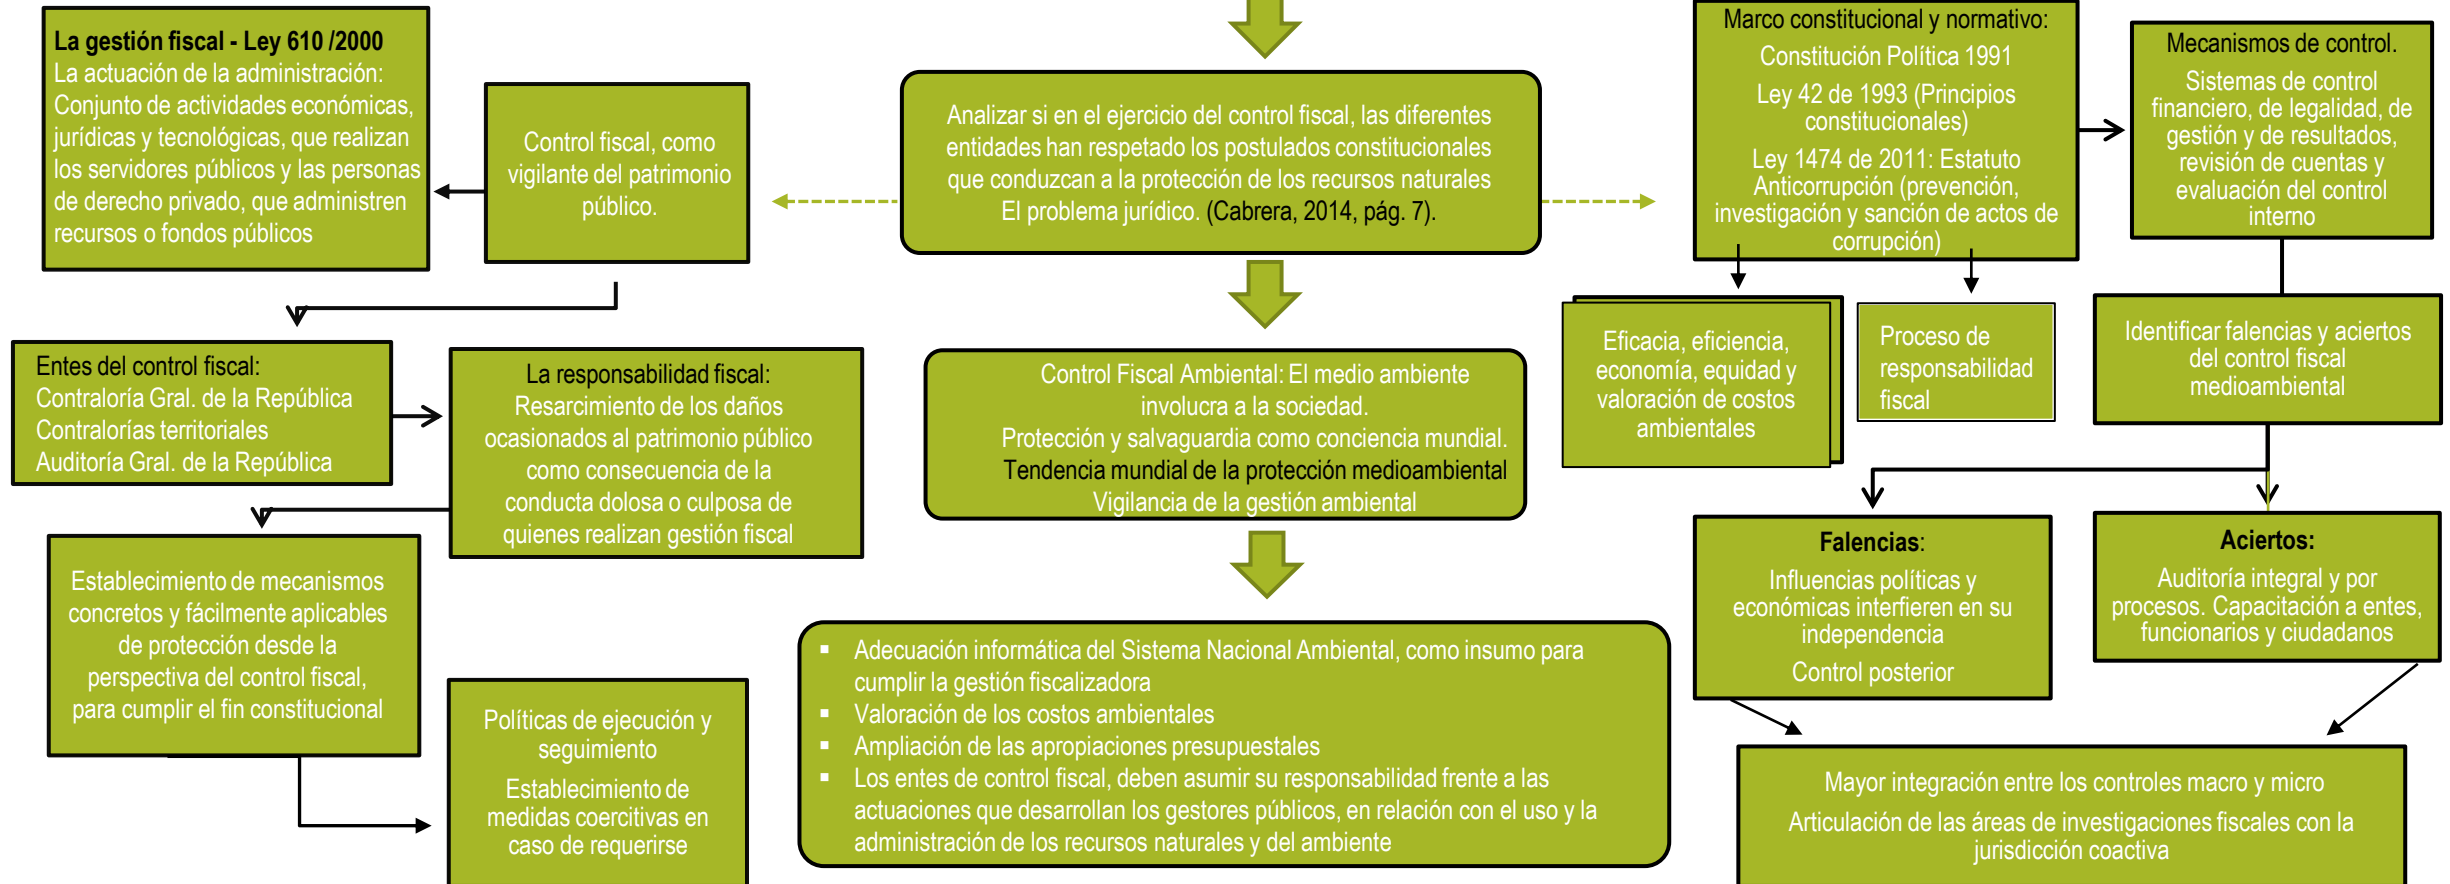 La gestión fiscal - Ley 610 /2000
La actuación de la administración:
Conjunto de actividades económicas,
jurídicas y tecnológicas, que realizan
los servidores públicos y las personas
de derecho privado, que administren
recursos o fondos públicos
Control fiscal, como
vigilante del patrimonio
público.
Analizar si en el ejercicio del control fiscal, las diferentes
entidades han respetado los postulados constitucionales
que conduzcan a la protección de los recursos naturales
El problema jurídico. (Cabrera, 2014, pág. 7).
Marco constitucional y normativo:
Constitución Política 1991
Ley 42 de 1993 (Principios
constitucionales)
Ley 1474 de 2011: Estatuto
Anticorrupción (prevención,
investigación y sanción de actos de
corrupción)
Mecanismos de control.
Sistemas de control
financiero, de legalidad, de
gestión y de resultados,
revisión de cuentas y
evaluación del control
interno
Entes del control fiscal:
Contraloría Gral. de la República
Contralorías territoriales
Auditoría Gral. de la República
La responsabilidad fiscal:
Resarcimiento de los daños
ocasionados al patrimonio público
como consecuencia de la
conducta dolosa o culposa de
quienes realizan gestión fiscal
Control Fiscal Ambiental: El medio ambiente
involucra a la sociedad.
Protección y salvaguardia como conciencia mundial.
Tendencia mundial de la protección medioambiental
Vigilancia de la gestión ambiental
Eficacia, eficiencia,
economía, equidad y
valoración de costos
ambientales
Proceso de
responsabilidad
fiscal
Identificar falencias y aciertos
del control fiscal
medioambiental
Establecimiento de mecanismos
concretos y fácilmente aplicables
de protección desde la
perspectiva del control fiscal,
para cumplir el fin constitucional
Políticas de ejecución y
seguimiento
Establecimiento de
medidas coercitivas en
caso de requerirse
▪ Adecuación informática del Sistema Nacional Ambiental, como insumo para
cumplir la gestión fiscalizadora
▪ Valoración de los costos ambientales
▪ Ampliación de las apropiaciones presupuestales
▪ Los entes de control fiscal, deben asumir su responsabilidad frente a las
actuaciones que desarrollan los gestores públicos, en relación con el uso y la
administración de los recursos naturales y del ambiente
Falencias:
Influencias políticas y
económicas interfieren en su
independencia
Control posterior
Aciertos:
Auditoría integral y por
procesos. Capacitación a entes,
funcionarios y ciudadanos
Mayor integración entre los controles macro y micro
Articulación de las áreas de investigaciones fiscales con la
jurisdicción coactiva